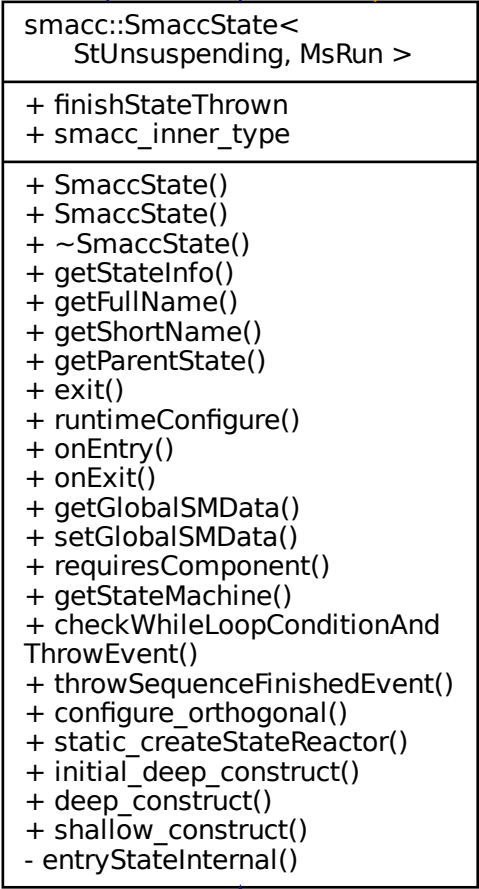 smacc::SmaccState<
StUnsuspending, MsRun >
+ finishStateThrown
+ smacc_inner_type
+ SmaccState()
+ SmaccState()
+ ~SmaccState()
+ getStateInfo()
+ getFullName()
+ getShortName()
+ getParentState()
+ exit()
+ runtimeConfigure()
+ onEntry()
+ onExit()
+ getGlobalSMData()
+ setGlobalSMData()
+ requiresComponent()
+ getStateMachine()
+ checkWhileLoopConditionAnd
ThrowEvent()
+ throwSequenceFinishedEvent()
+ configure_orthogonal()
+ static_createStateReactor()
+ initial_deep_construct()
+ deep_construct()
+ shallow_construct()
- entryStateInternal()